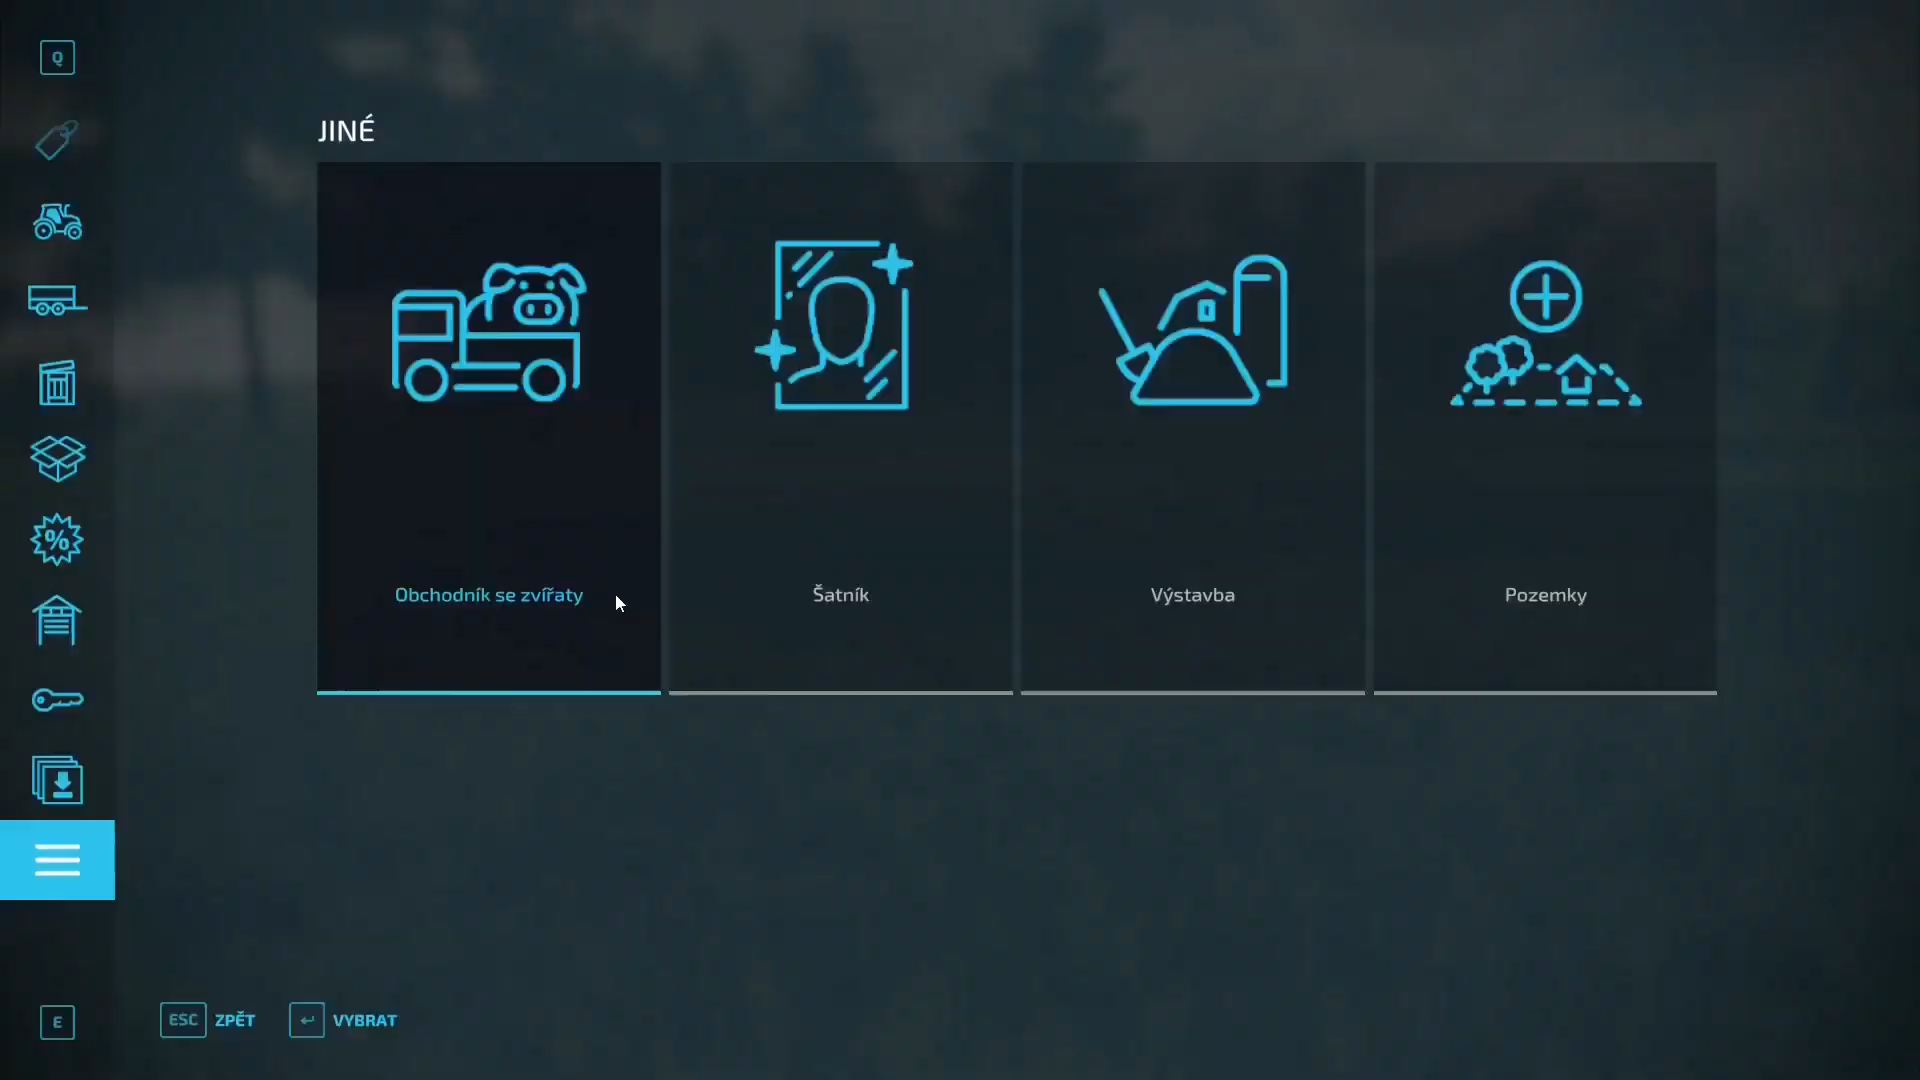 Q
JINÉ
%
Obchodník se zvířaty
Šatník
Výstavba
Pozemky
E
ESC ZPĚT
VYBRAT